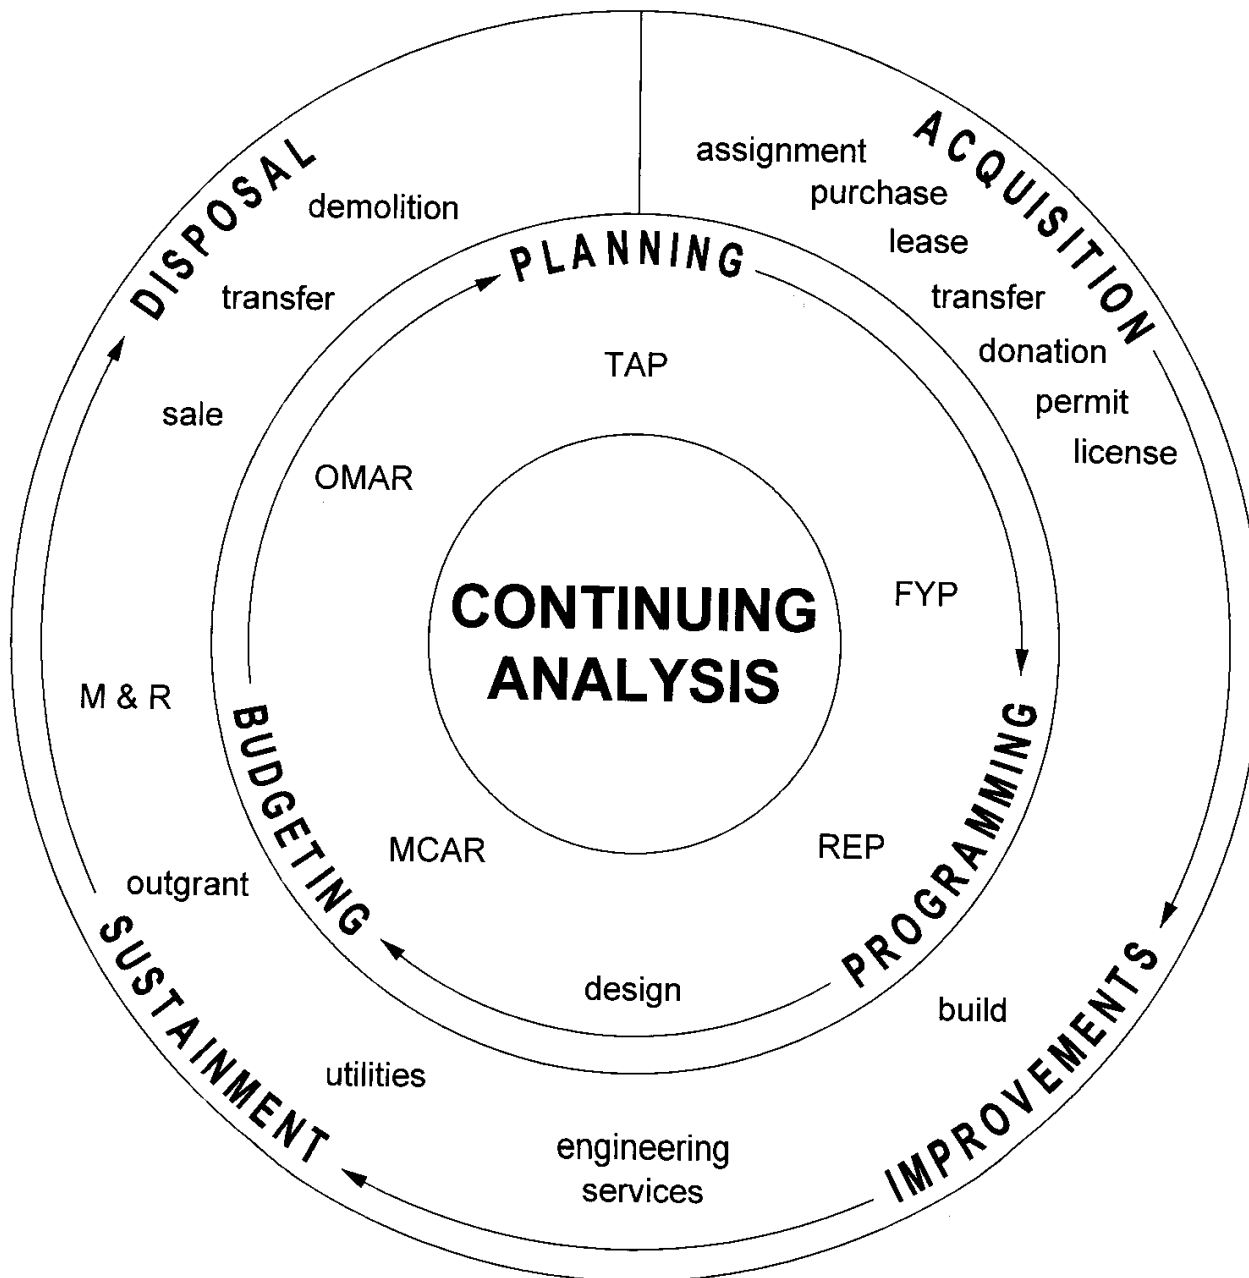 ACQUISITION
assignment
purchase
lease
transfer
donation
permit
license
IMPROVEMENTS
build
engineering
services
SUSTAINMENT
utilities
outgrant
M & R
DISPOSAL
sale
transfer
demolition
PLANNING
TAP
FYP
PROGRAMMING
REP
design
BUDGETING
MCAR
OMAR
CONTINUING
ANALYSIS